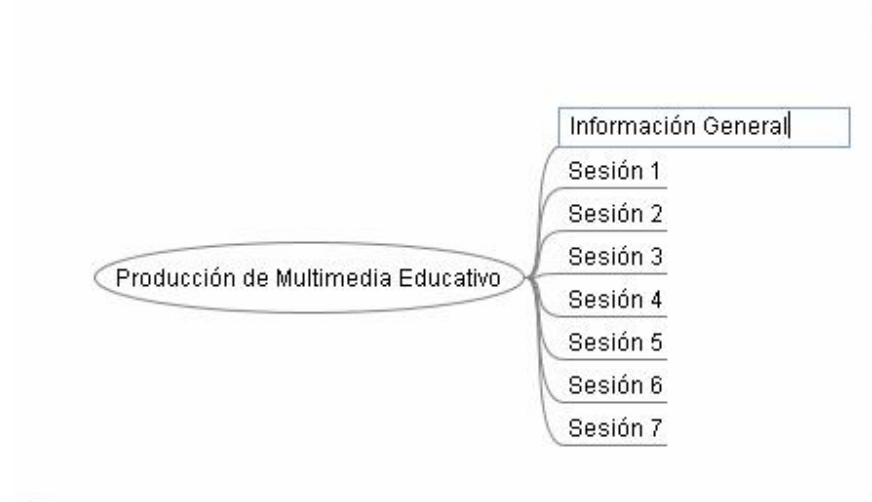 Información General
Sesión 1
Sesión 2
Sesión 3
Producción de Multimedia Educativo
Sesión 4
Sesión 5
Sesión 6
Sesión 7